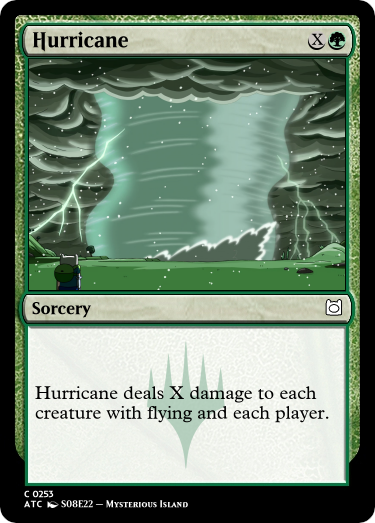 Hurricane X
Sorcery
Hurricane deals X damage to each
creature with flying and each player.
C 0253
ATC S08E22 – Mysterious Island